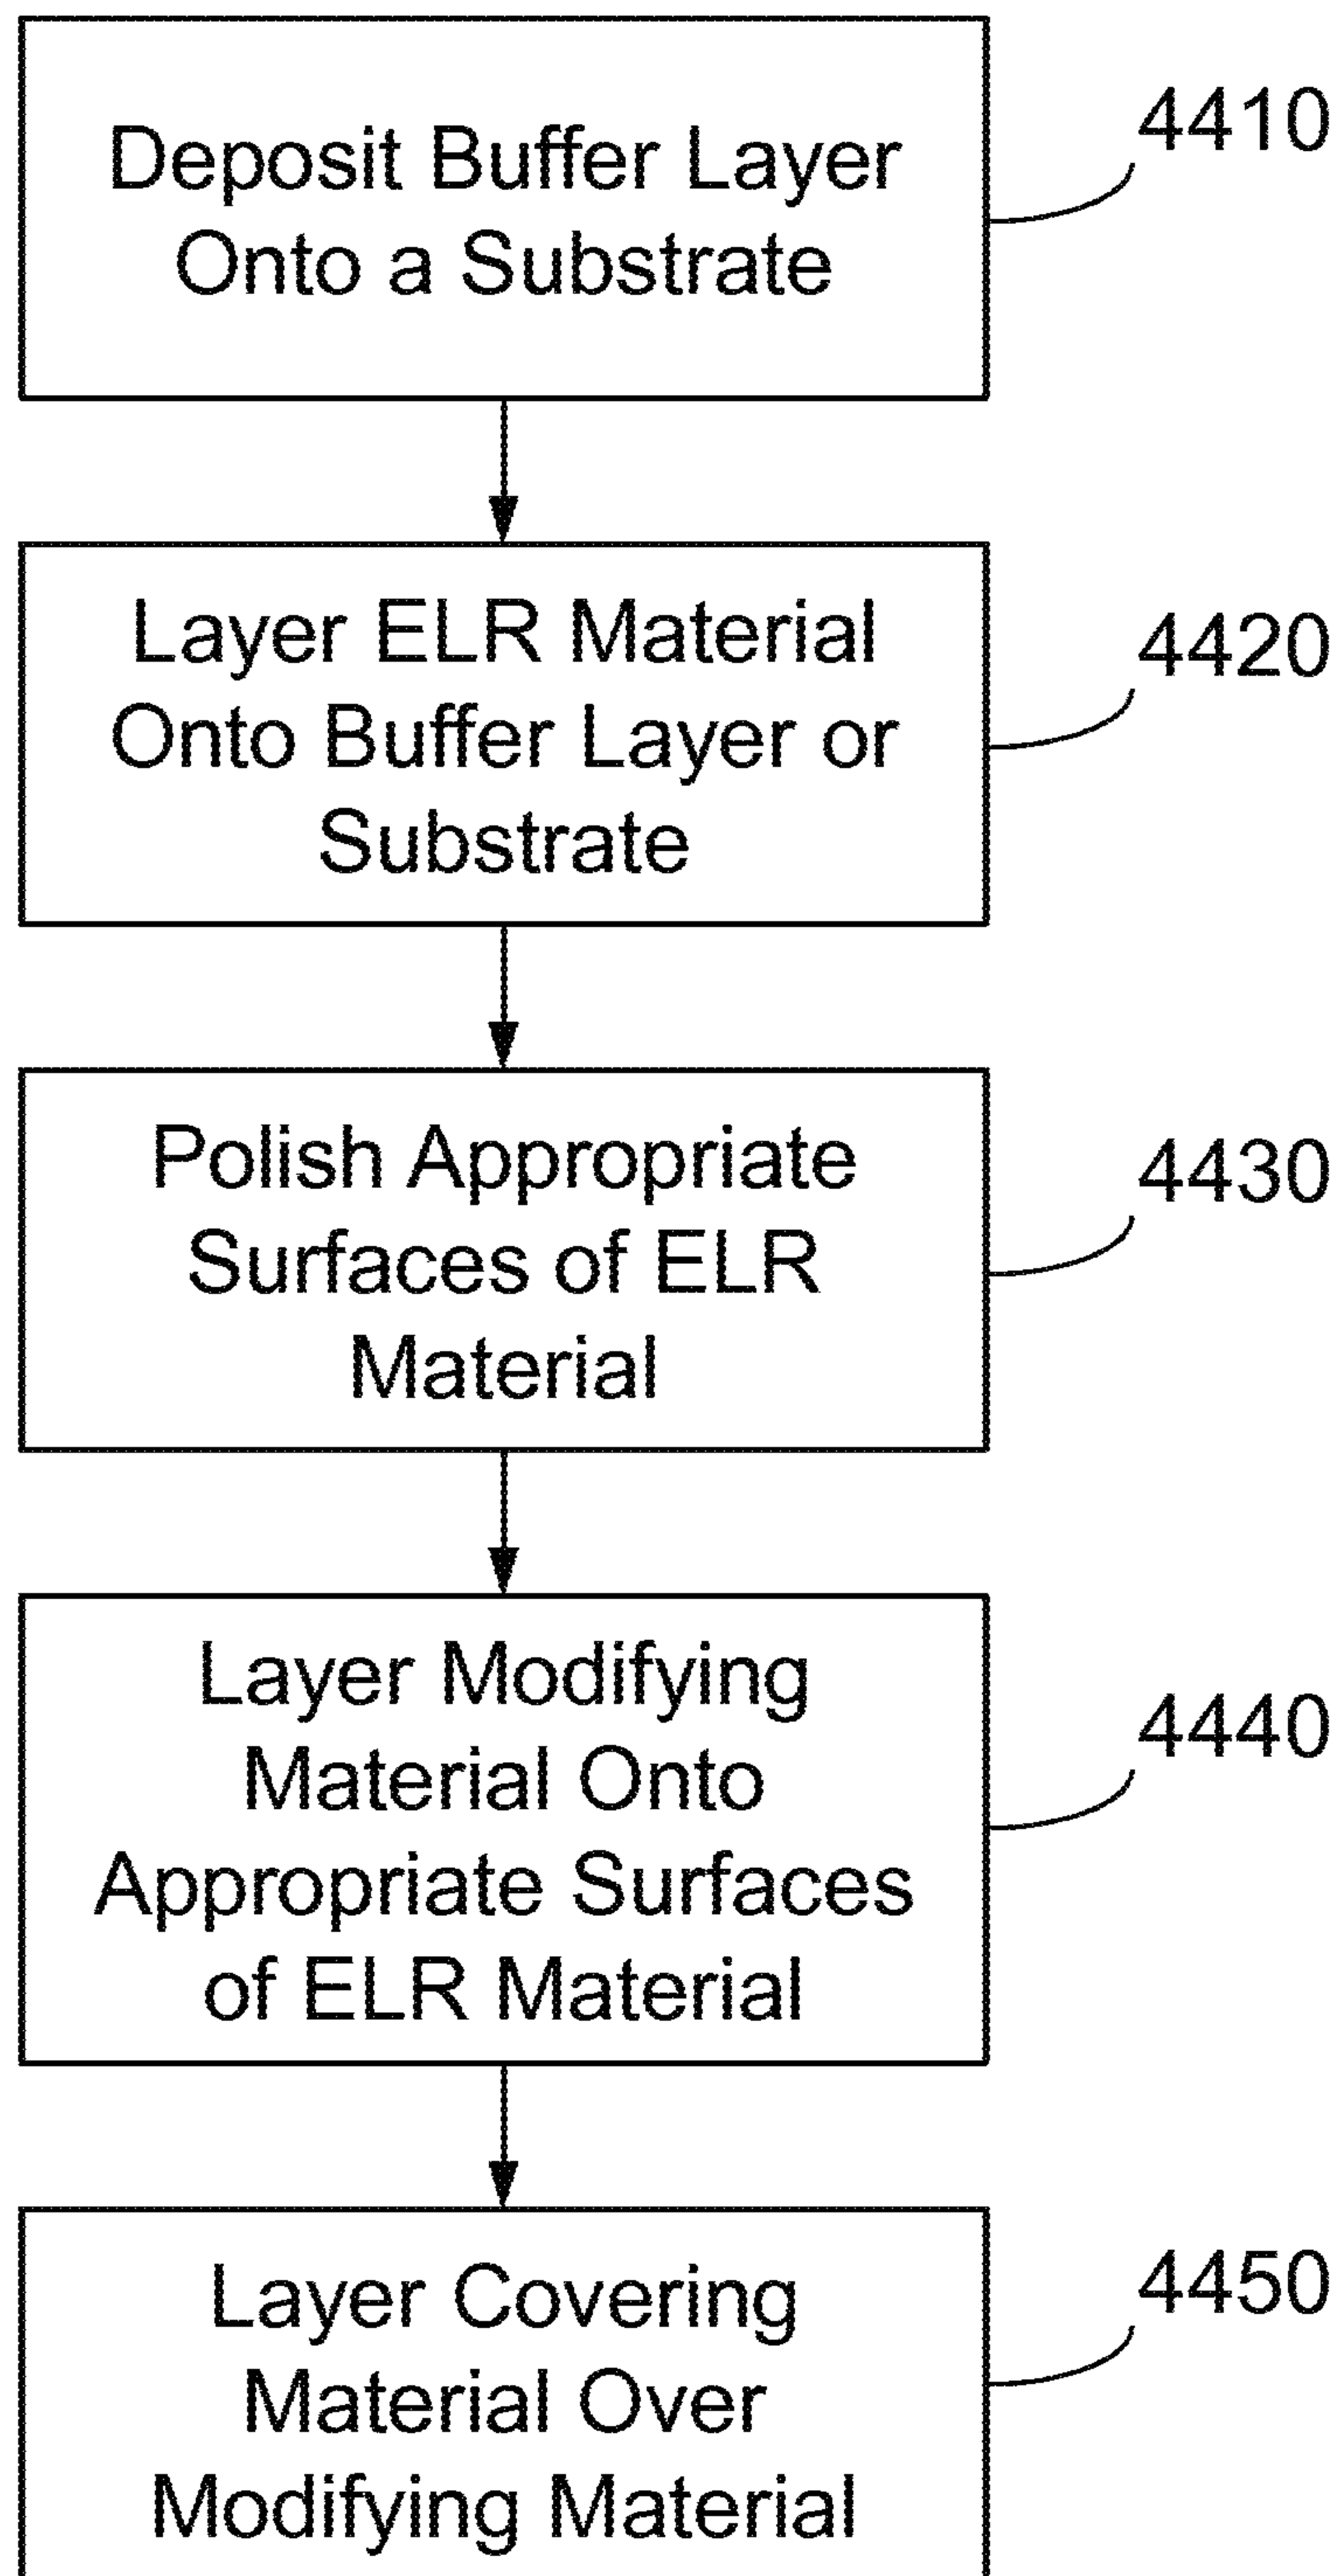 Deposit Buffer Layer
Onto a Substrate
4410
Layer ELR Material
Onto Buffer Layer or
Substrate
4420
Polish Appropriate
Surfaces of ELR
Material
4430
Layer Modifying
Material Onto
Appropriate Surfaces
of ELR Material
4440
Layer Covering
Material Over
Modifying Material
4450